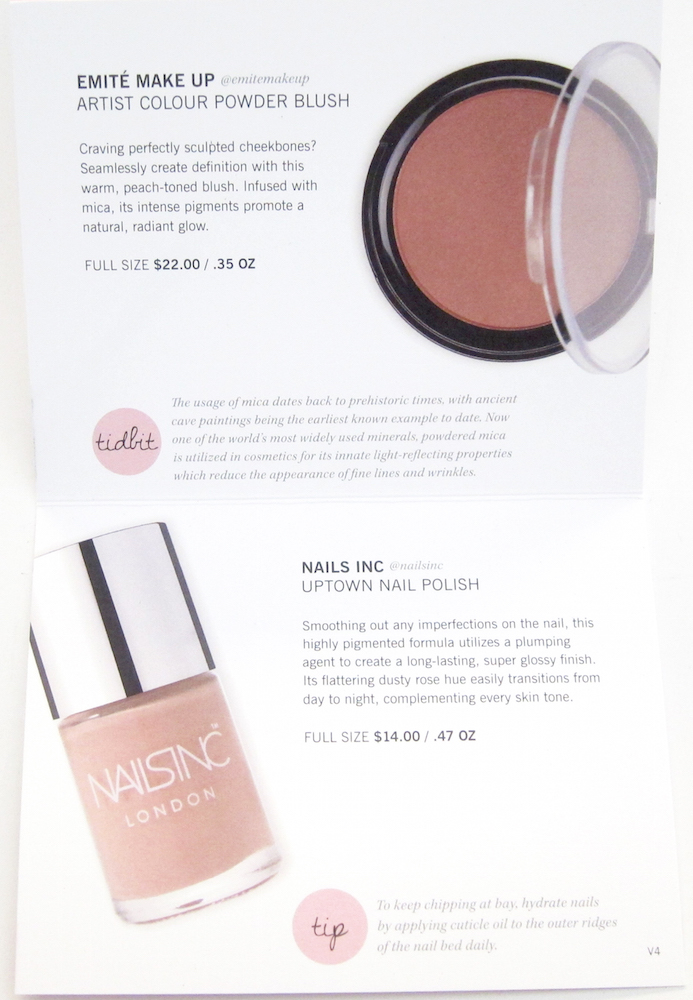 EMITÉ MAKE UP @emitemakeup
ARTIST COLOUR POWDER BLUSH
Craving perfectly sculpted cheekbones?
Seamlessly create definition with this
warm, peach-toned blush. Infused with
mica, its intense pigments promote a
natural, radiant glow.
FULL SIZE $22.00 / .35 OZ
tidbit
The usage of mica dates back to prehistoric times, with ancient
cave paintings being the earliest known example to date. Now
one of the world's most widely used minerals, powdered mica
is utilized in cosmetics for its innate light-reflecting properties
which reduce the appearance of fine lines and wrinkles.
NAILS INC @nailsinc
UPTOWN NAIL POLISH
Smoothing out any imperfections on the nail, this
highly pigmented formula utilizes a plumping
agent to create a long-lasting, super glossy finish.
Its flattering dusty rose hue easily transitions from
day to night, complementing every skin tone.
FULL SIZE $14.00 / .47 OZ
NAILSINC™
LONDON
tip
To keep chipping at bay, hydrate nails
by applying cuticle oil to the outer ridges
of the nail bed daily.
V4